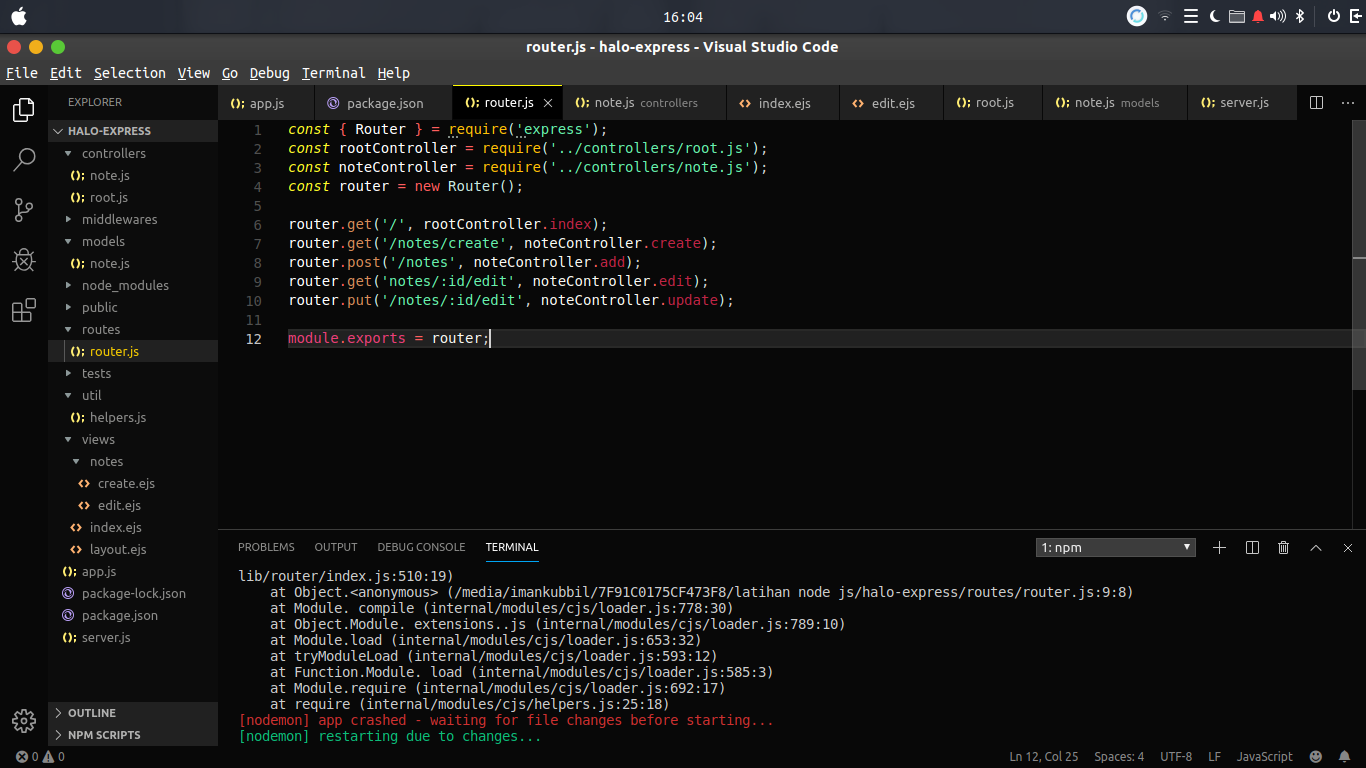 16:04
router.js - halo-express - Visual Studio Code
File Edit Selection View Go Debug Terminal Help
EXPLORER
HALO-EXPRESS
controllers
note.js
root.js
middlewares
models
note.js
node_modules
public
routes
router.js
tests
util
helpers.js
views
notes
create.ejs
edit.ejs
index.ejs
layout.ejs
app.js
package-lock.json
package.json
server.js
OUTLINE
NPM SCRIPTS
app.js package.json router.js note.js controllers index.ejs edit.ejs root.js note.js models server.js
1 const { Router } = require('express');
2 const rootController = require('../controllers/root.js');
3 const noteController = require('../controllers/note.js');
4 const router = new Router();
5
6 router.get('/', rootController.index);
7 router.get('/notes/create', noteController.create);
8 router.post('/notes', noteController.add);
9 router.get('notes/:id/edit', noteController.edit);
10 router.put('/notes/:id/edit', noteController.update);
11
12 module.exports = router;
PROBLEMS OUTPUT DEBUG CONSOLE TERMINAL 1: npm
lib/router/index.js:510:19)
at Object.<anonymous> (/media/imankubbil/7F91C0175CF473F8/latihan node js/halo-express/routes/router.js:9:8)
at Module. compile (internal/modules/cjs/loader.js:778:30)
at Object.Module. extensions..js (internal/modules/cjs/loader.js:789:10)
at Module.load (internal/modules/cjs/loader.js:653:32)
at tryModuleLoad (internal/modules/cjs/loader.js:593:12)
at Function.Module. load (internal/modules/cjs/loader.js:585:3)
at Module.require (internal/modules/cjs/loader.js:692:17)
at require (internal/modules/cjs/helpers.js:25:18)
[nodemon] app crashed - waiting for file changes before starting...
[nodemon] restarting due to changes...
0 0 Ln 12, Col 25 Spaces: 4 UTF-8 LF JavaScript